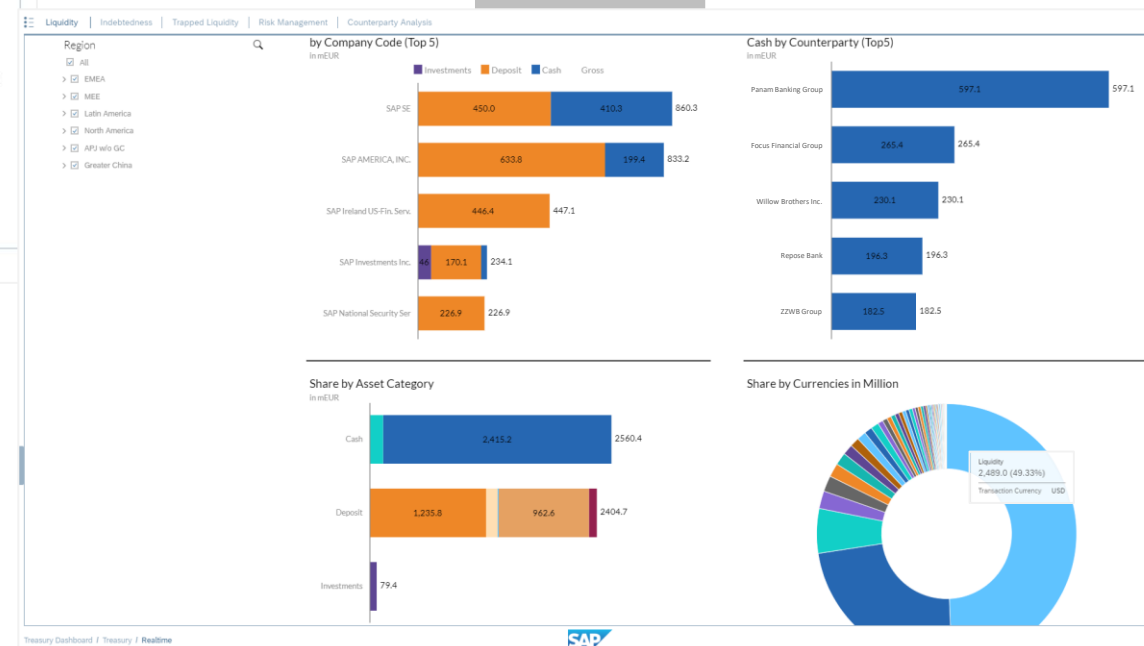 Liquidity
Indebtedness
Trapped Liquidity
Risk Management
Counterparty Analysis
Region
All
EMEA
MEE
Latin America
North America
APJ w/o GC
Greater China
by Company Code (Top 5)
In mEUR
Investments Deposit Cash Gross
SAP SE 450.0 410.3 860.3
SAP AMERICA, INC. 633.8 199.4 833.2
SAP Ireland US-Fin. Serv. 446.4 447.1
SAP Investments Inc. 46 170.1 234.1
SAP National Security Ser 226.9 226.9
Cash by Counterparty (Top5)
In mEUR
Panam Banking Group 597.1 597.1
Focus Financial Group 265.4 265.4
Willow Brothers Inc. 230.1 230.1
Repose Bank 196.3 196.3
ZZWB Group 182.5 182.5
Share by Asset Category
In mEUR
Cash 2,415.2 2560.4
Deposit 1,235.8 962.6 2404.7
Investments 79.4
Share by Currencies in Million
Liquidity
2,489.0 (49.33%)
Transaction Currency USD
Treasury Dashboard / Treasury / Realtime
SAP